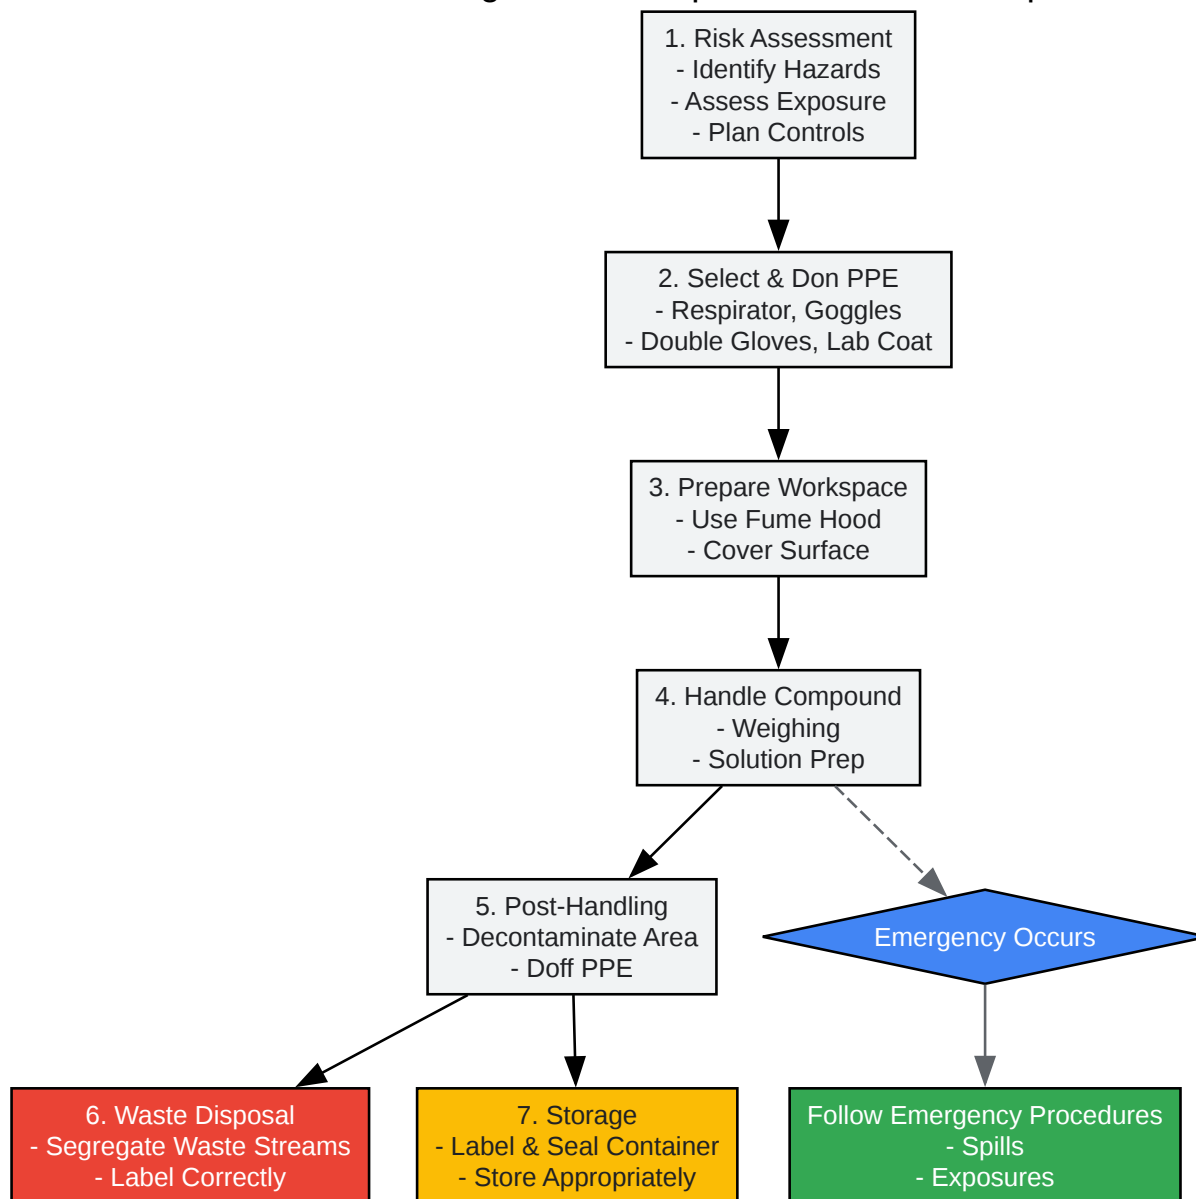 1. Risk Assessment
- Identify Hazards
- Assess Exposure
- Plan Controls
2. Select & Don PPE
- Respirator, Goggles
- Double Gloves, Lab Coat
3. Prepare Workspace
- Use Fume Hood
- Cover Surface
4. Handle Compound
- Weighing
- Solution Prep
5. Post-Handling
- Decontaminate Area
- Doff PPE
Emergency Occurs
6. Waste Disposal
- Segregate Waste Streams
- Label Correctly
7. Storage
- Label & Seal Container
- Store Appropriately
Follow Emergency Procedures
- Spills
- Exposures